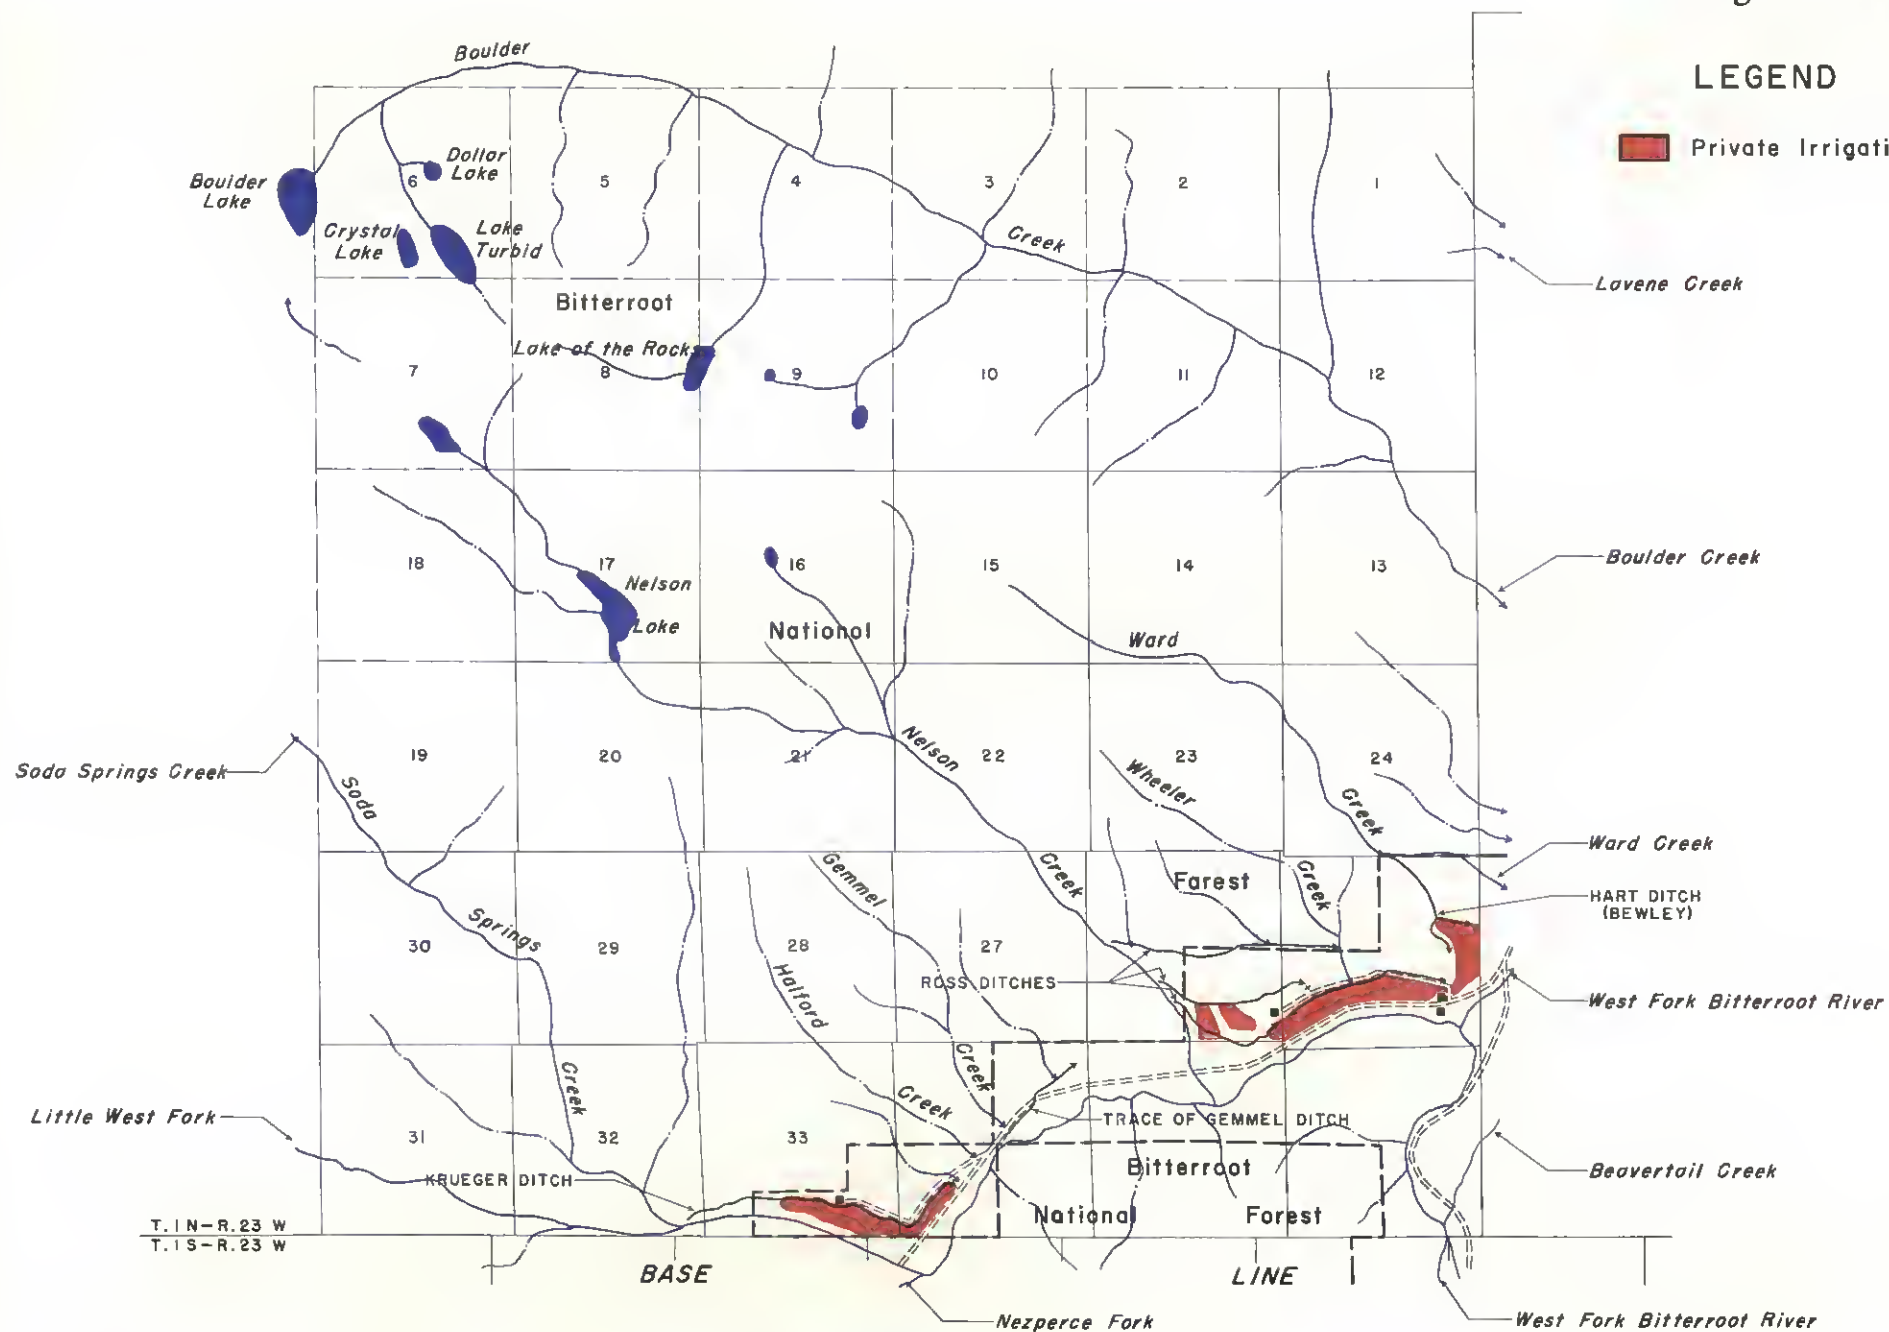 LEGEND
Private Irrigati
Boulder
Boulder
Lake
Dollar
Lake
6
5
4
3
2
1
Crystal
Lake
Lake
Turbid
Creek
Lavene Creek
Bitterroot
Lake of the Rocks
7
8
9
10
11
12
18
17
16
15
14
13
Boulder Creek
Nelson
Lake
National
Ward
Soda Springs Creek
19
20
21
22
23
24
Nelson
Soda
Wheeler
Creek
Ward Creek
Gemmel
Creek
Forest
Creek
HART DITCH
(BEWLEY)
Springs
30
29
28
27
Halford
ROSS DITCHES
West Fork Bitterroot River
Creek
Creek
Creek
Little West Fork
31
32
33
TRACE OF GEMMEL DITCH
Bitterroot
Beavertail Creek
KRUEGER DITCH
National
Forest
T.1N-R.23 W
T.1S-R.23 W
BASE
LINE
Nezperce Fork
West Fork Bitterroot River